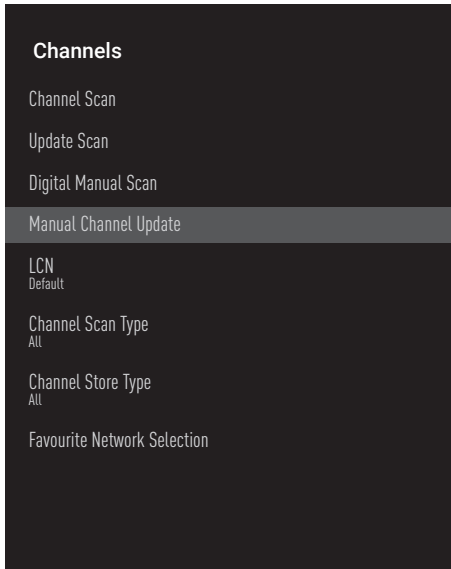 Channels
Channel Scan
Update Scan
Digital Manual Scan
Manual Channel Update
LCN
Default
Channel Scan Type
All
Channel Store Type
All
Favourite Network Selection